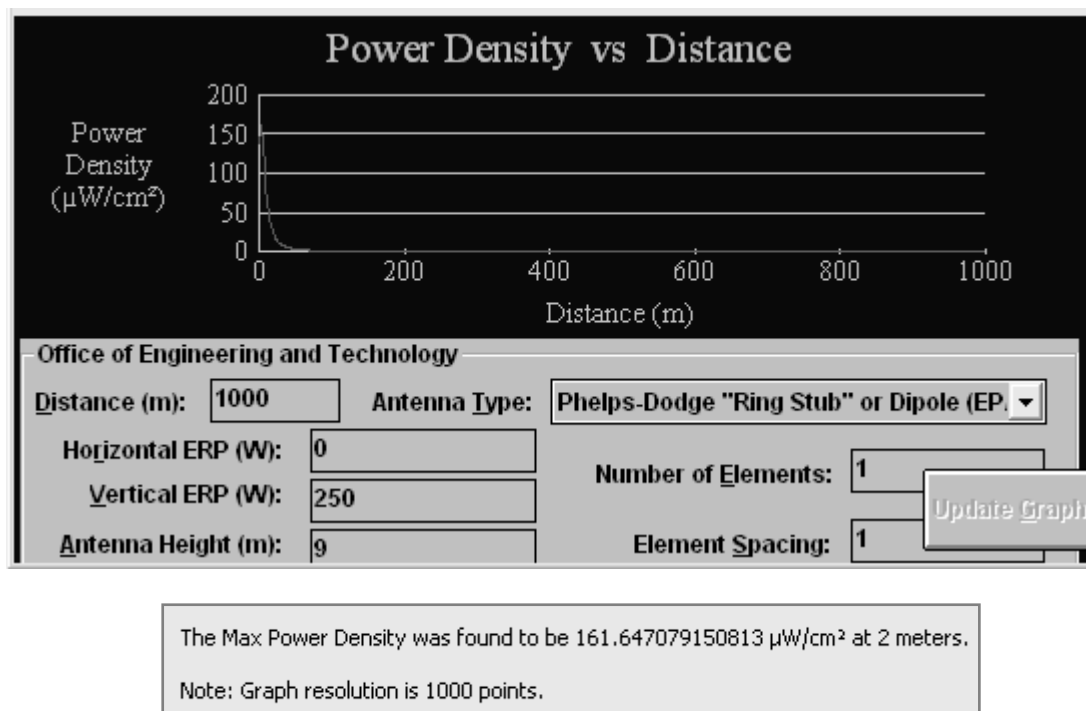 Power Density vs Distance
200
Power
Density
(µW/cm²)
150
100
50
0
0 200 400 600 800 1000
Distance (m)
Office of Engineering and Technology
Distance (m): 1000 Antenna Type: Phelps-Dodge "Ring Stub" or Dipole (EP.
Horizontal ERP (W): 0
Number of Elements: 1
Vertical ERP (W): 250
Update Graph
Antenna Height (m): 9 Element Spacing: 1
The Max Power Density was found to be 161.647079150813 µW/cm² at 2 meters.
Note: Graph resolution is 1000 points.